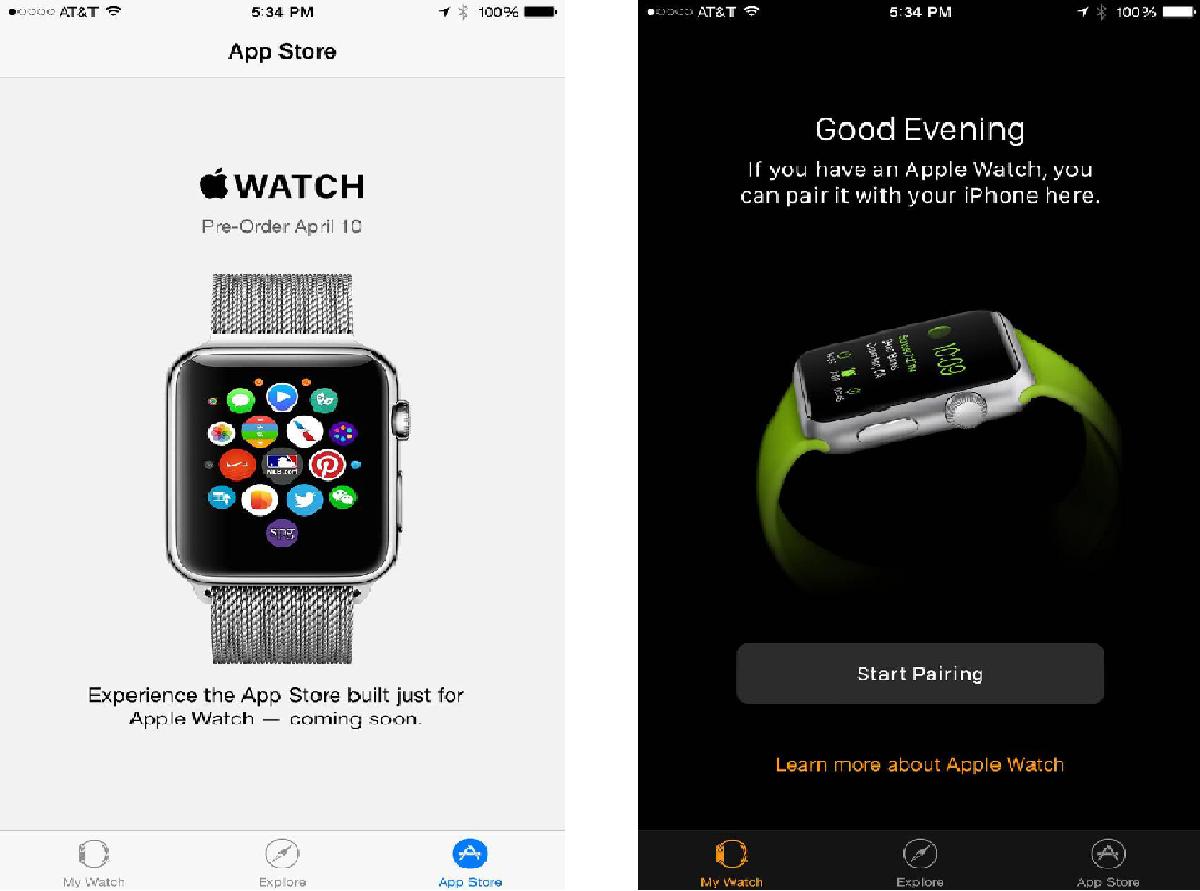 AT&T 5:34 PM 100%
App Store
WATCH
Pre-Order April 10
MLB.com
spg
Experience the App Store built just for
Apple Watch — coming soon.
My Watch Explore App Store
AT&T 5:34 PM 100%
Good Evening
If you have an Apple Watch, you
can pair it with your iPhone here.
10:09
Start Pairing
Learn more about Apple Watch
My Watch Explore App Store